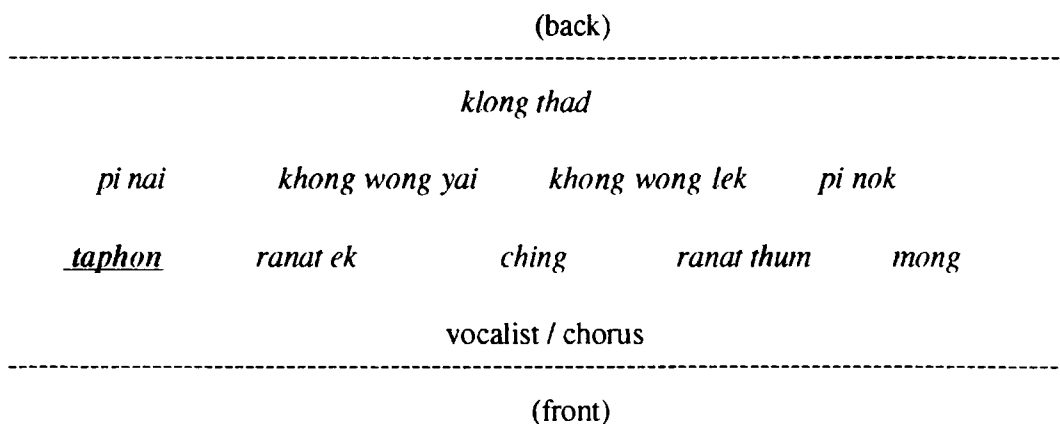 (back)
klong thad
pi nai khong wong yai khong wong lek pi nok
taphon ranat ek ching ranat thum mong
vocalist / chorus
(front)